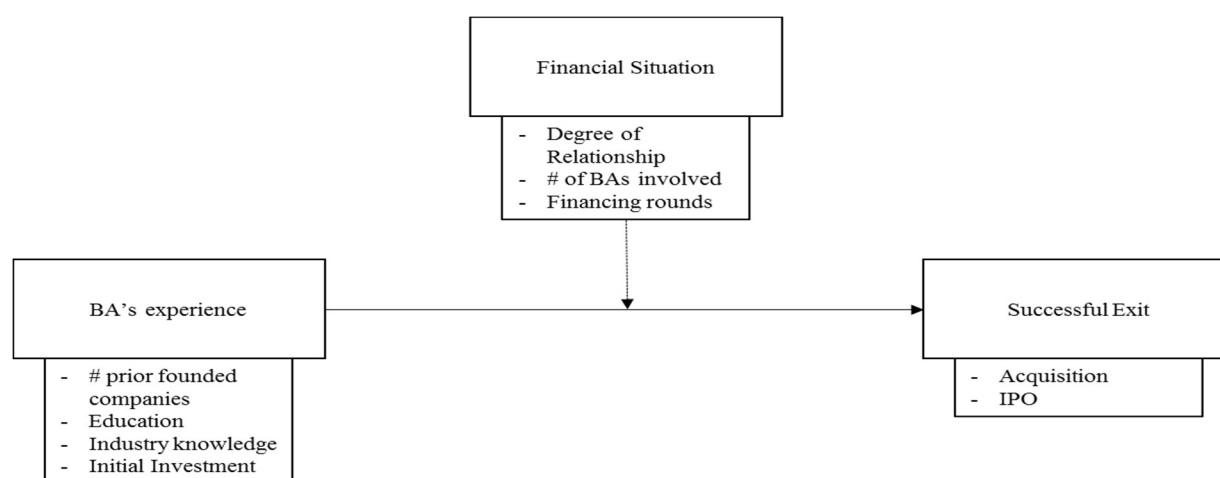 Financial Situation
- Degree of
Relationship
- # of BAs involved
- Financing rounds
BA’s experience
- # prior founded
companies
- Education
- Industry knowledge
- Initial Investment
Successful Exit
- Acquisition
- IPO